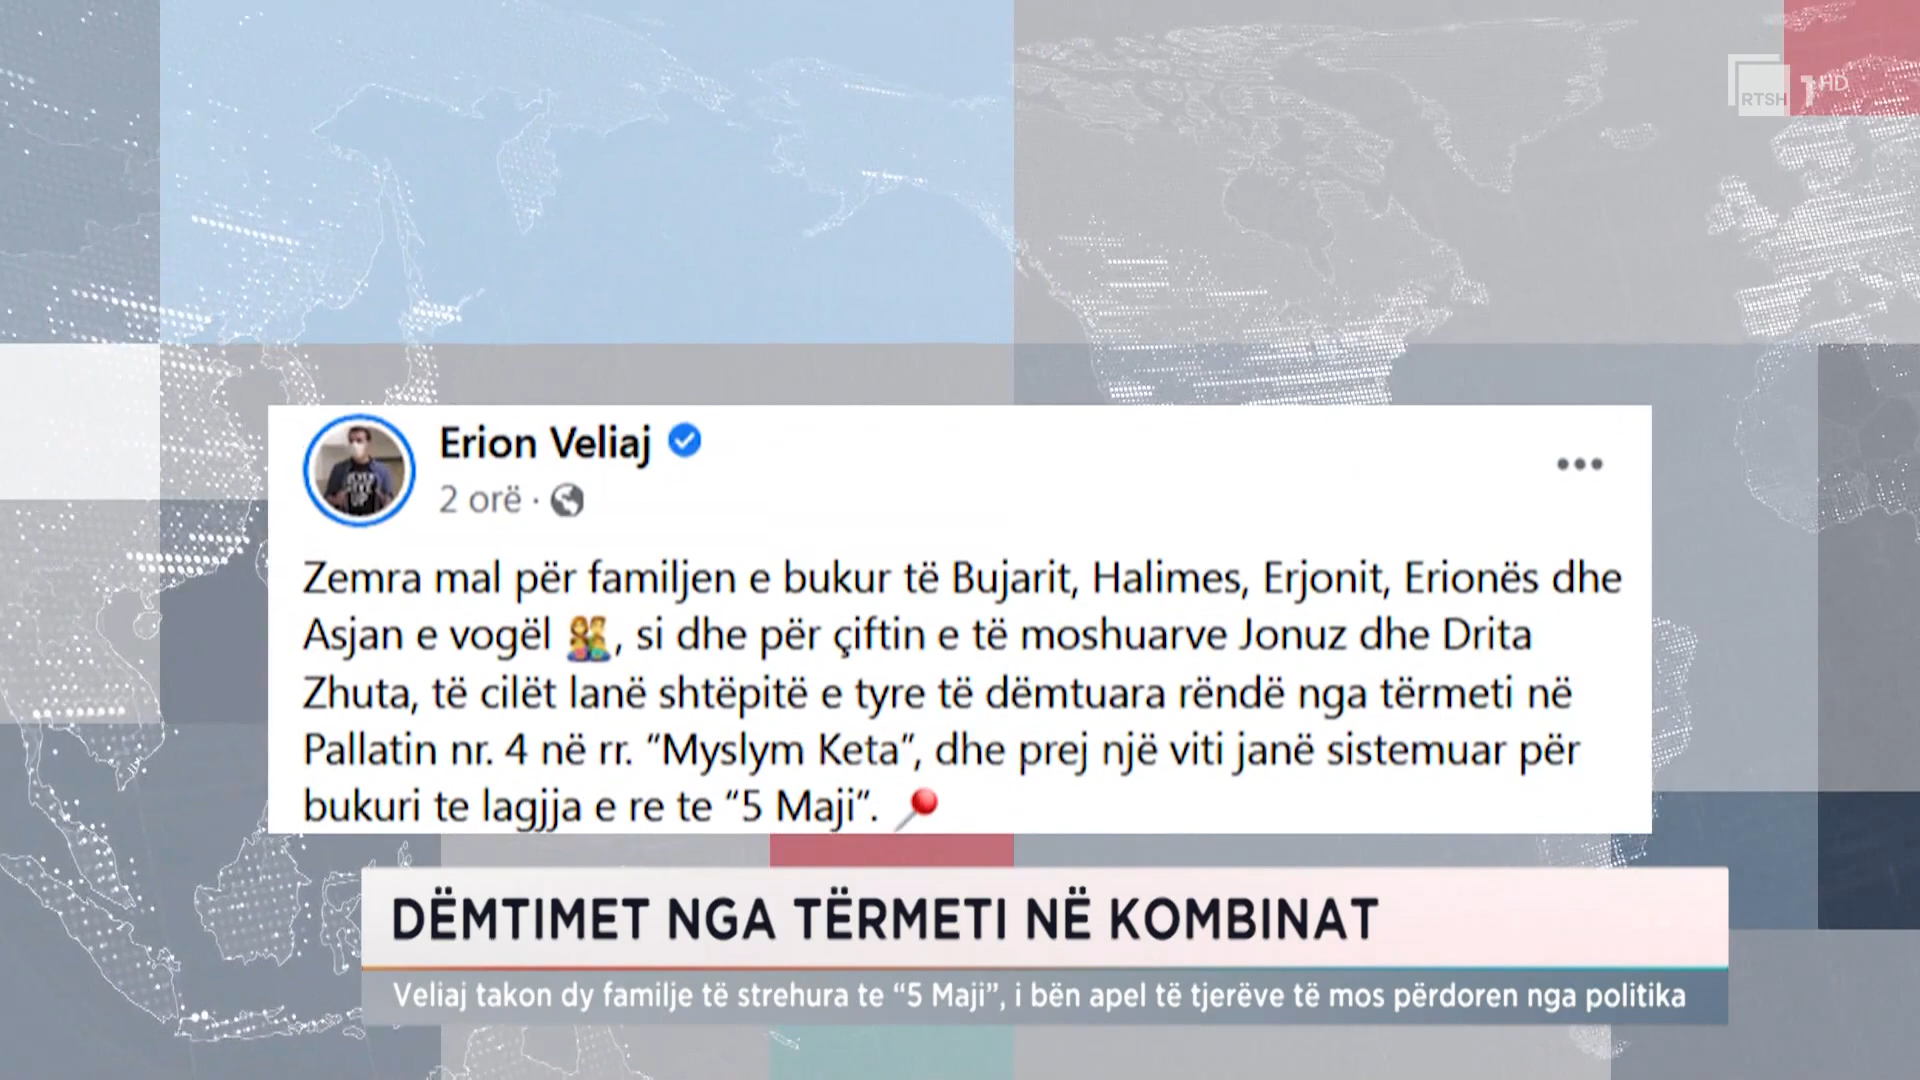 RTSH 1 HD
Erion Veliaj
2 orë ·
Zemra mal për familjen e bukur të Bujarit, Halimes, Erjonit, Erionës dhe
Asjan e vogël 👫, si dhe për çiftin e të moshuarve Jonuz dhe Drita
Zhuta, të cilët lanë shtëpitë e tyre të dëmtuara rëndë nga tërmeti në
Pallatin nr. 4 në rr. “Myslym Keta”, dhe prej një viti janë sistemuar për
bukuri te lagjja e re te “5 Maji”. 📍
DËMTIMET NGA TËRMETI NË KOMBINAT
Veliaj takon dy familje të strehura te “5 Maji”, i bën apel të tjerëve të mos përdoren nga politika